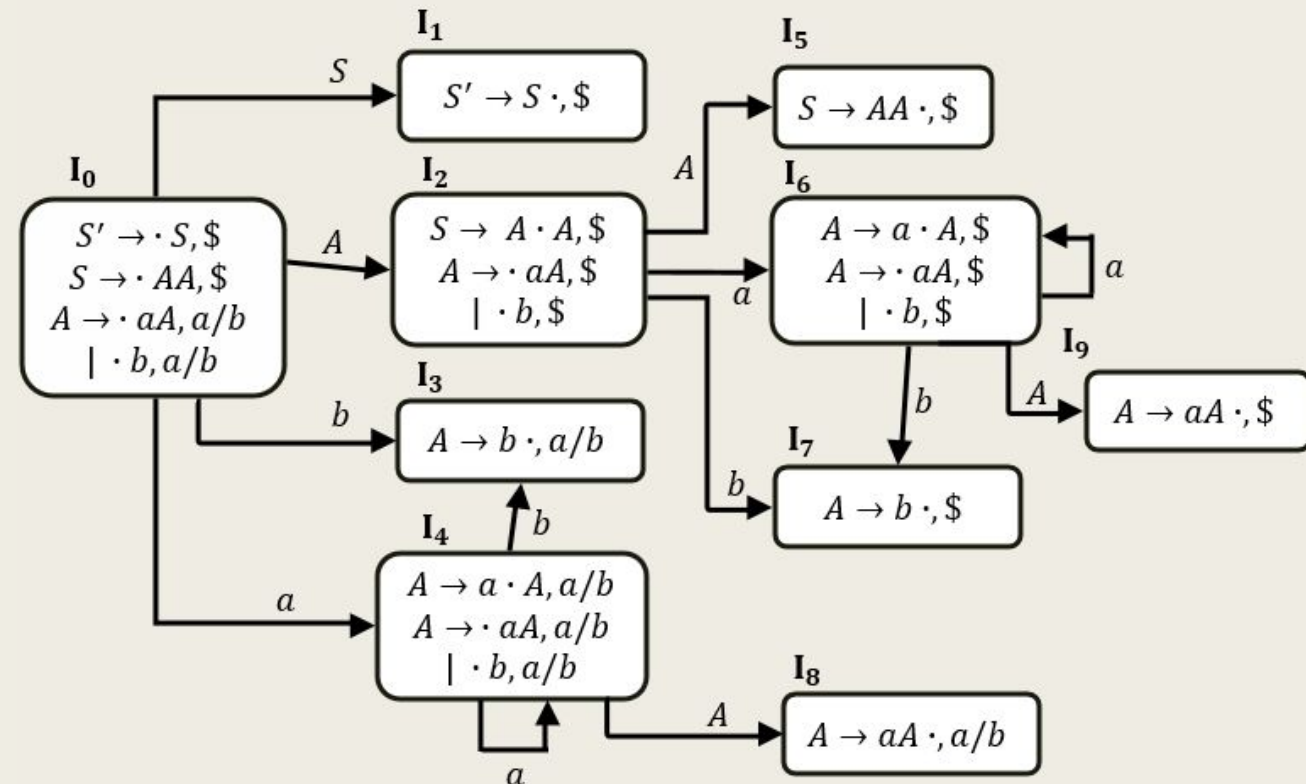 I₀
S′ → · S, $
S → · AA, $
A → · aA, a/b
| · b, a/b
S
I₁
S′ → S ·, $
A
I₂
S → A · A, $
A → · aA, $
| · b, $
b
I₃
A → b ·, a/b
a
I₄
A → a · A, a/b
A → · aA, a/b
| · b, a/b
b
a
A
I₅
S → AA ·, $
a
I₆
A → a · A, $
A → · aA, $
| · b, $
a
b
I₇
A → b ·, $
b
A
I₈
A → aA ·, a/b
A
I₉
A → aA ·, $